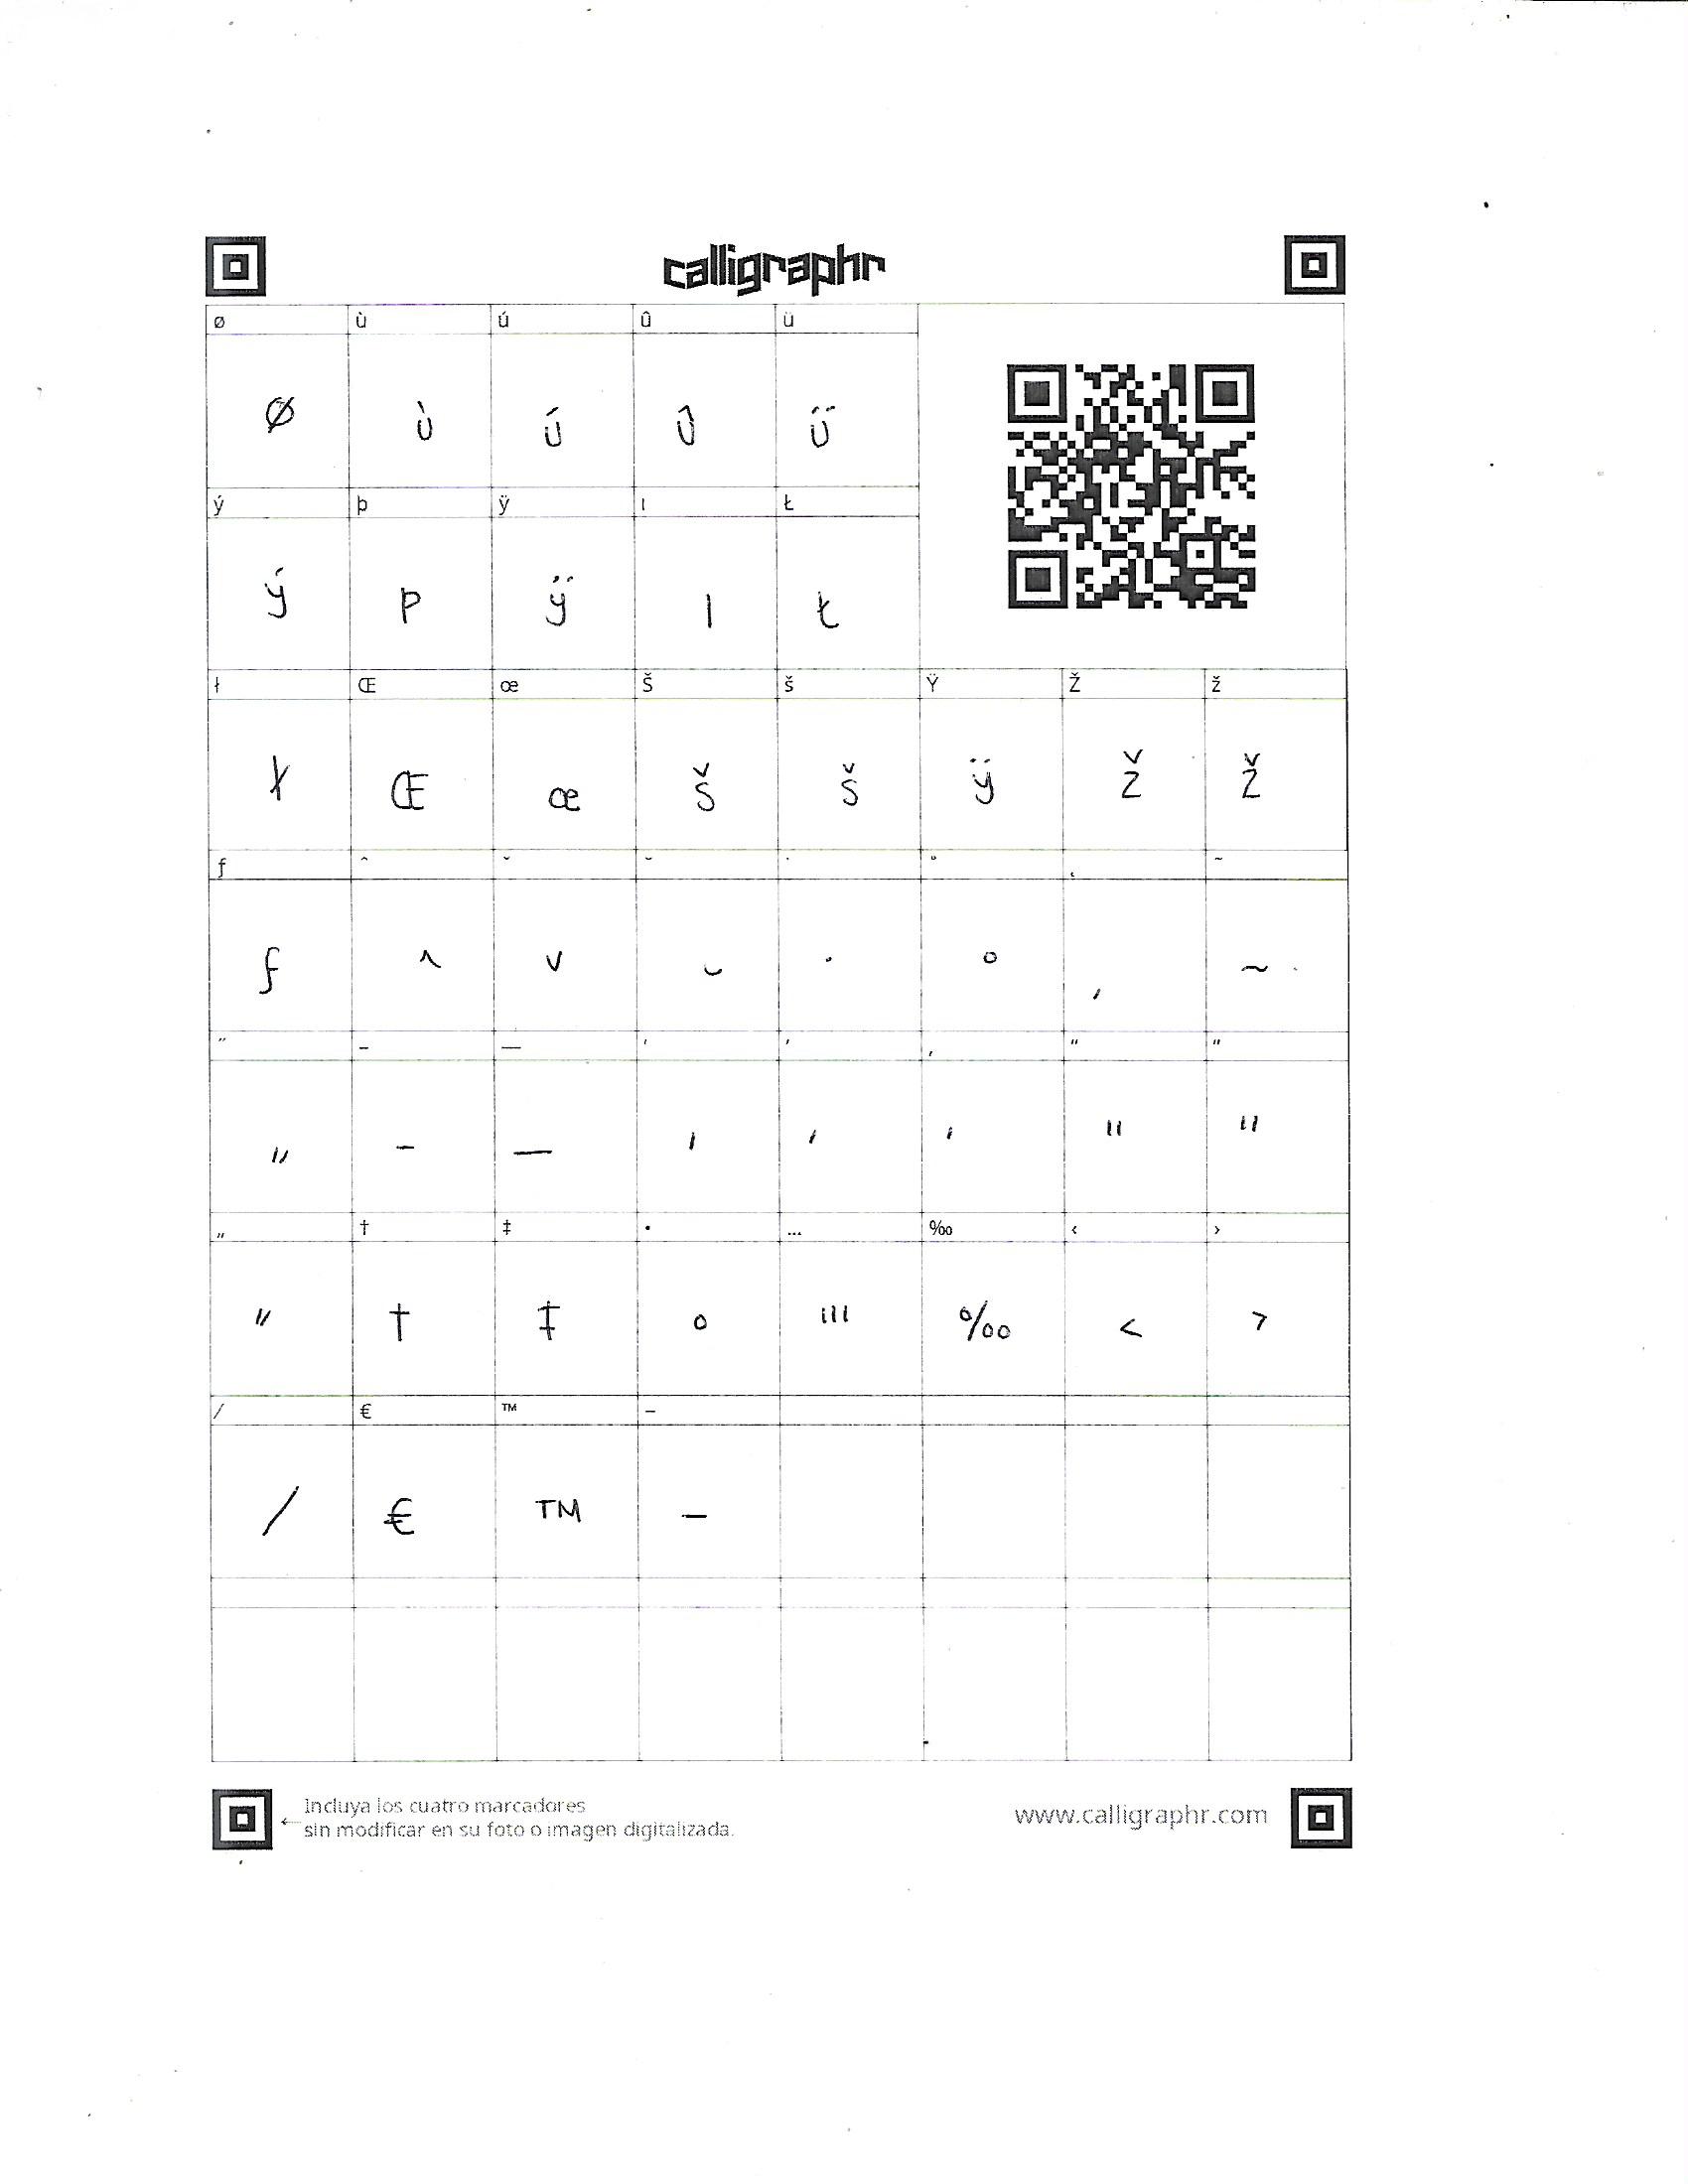 calligraphr
ø ù ú û ü
Ø ù ú û ü
ý þ ÿ ı Ł
ý p ÿ ı Ł
ł Œ œ Š š Ÿ Ž ž
ł Œ œ Š š ÿ Ž ž
ƒ ˆ ˇ ˘ ˙ ˚ ˛ ˜
ƒ ^ v ˘ · ° , ~
˝ – — ‘ ’ ‚ “ ”
" – — ' ' ' " "
„ † ‡ • … ‰ ‹ ›
" † ‡ o ''' ‰ < >
⁄ € ™ −
/ € ™ –
← Incluya los cuatro marcadores
sin modificar en su foto o imagen digitalizada.
www.calligraphr.com